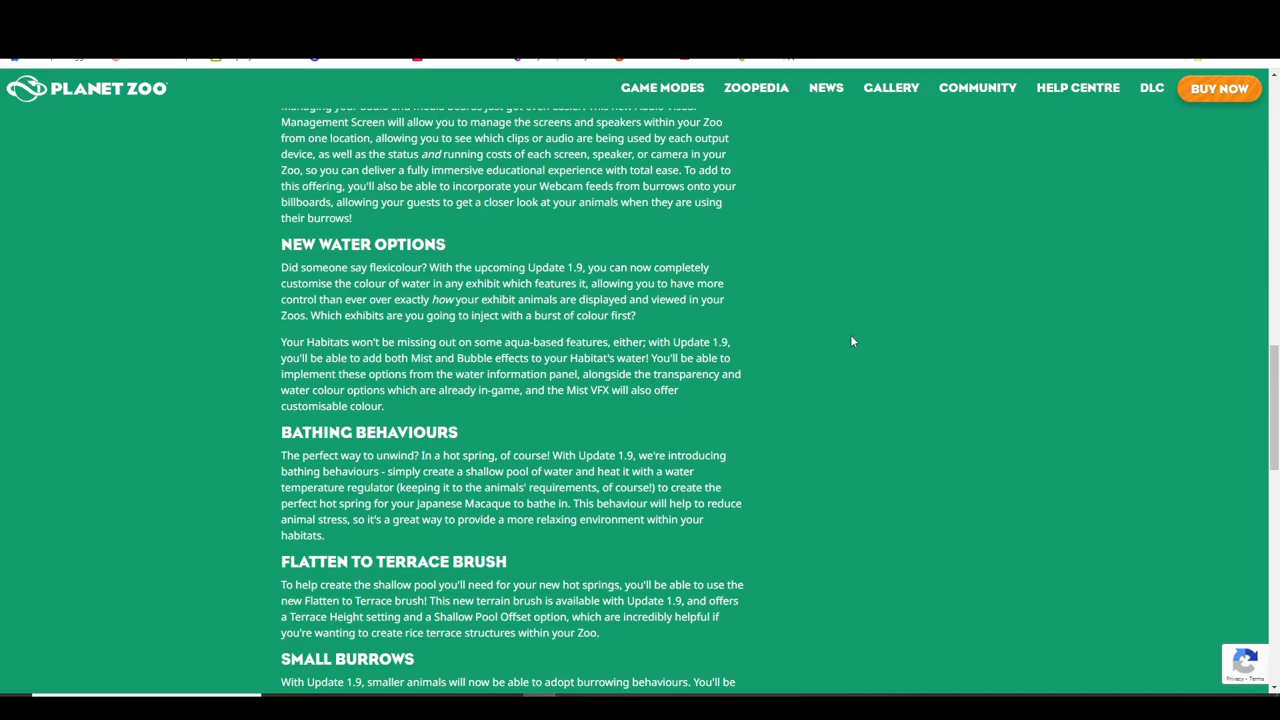 PLANET ZOO
GAME MODES
ZOOPEDIA
NEWS
GALLERY
COMMUNITY
HELP CENTRE
DLC
BUY NOW
Managing your audio and media boards just got even easier! This new Audio Visual
Management Screen will allow you to manage the screens and speakers within your Zoo
from one location, allowing you to see which clips or audio are being used by each output
device, as well as the status and running costs of each screen, speaker, or camera in your
Zoo, so you can deliver a fully immersive educational experience with total ease. To add to
this offering, you'll also be able to incorporate your Webcam feeds from burrows onto your
billboards, allowing your guests to get a closer look at your animals when they are using
their burrows!
NEW WATER OPTIONS
Did someone say flexicolour? With the upcoming Update 1.9, you can now completely
customise the colour of water in any exhibit which features it, allowing you to have more
control than ever over exactly how your exhibit animals are displayed and viewed in your
Zoos. Which exhibits are you going to inject with a burst of colour first?
Your Habitats won't be missing out on some aqua-based features, either; with Update 1.9,
you'll be able to add both Mist and Bubble effects to your Habitat's water! You'll be able to
implement these options from the water information panel, alongside the transparency and
water colour options which are already in-game, and the Mist VFX will also offer
customisable colour.
BATHING BEHAVIOURS
The perfect way to unwind? In a hot spring, of course! With Update 1.9, we're introducing
bathing behaviours - simply create a shallow pool of water and heat it with a water
temperature regulator (keeping it to the animals' requirements, of course!) to create the
perfect hot spring for your Japanese Macaque to bathe in. This behaviour will help to reduce
animal stress, so it's a great way to provide a more relaxing environment within your
habitats.
FLATTEN TO TERRACE BRUSH
To help create the shallow pool you'll need for your new hot springs, you'll be able to use the
new Flatten to Terrace brush! This new terrain brush is available with Update 1.9, and offers
a Terrace Height setting and a Shallow Pool Offset option, which are incredibly helpful if
you're wanting to create rice terrace structures within your Zoo.
SMALL BURROWS
With Update 1.9, smaller animals will now be able to adopt burrowing behaviours. You'll be
Privacy - Terms